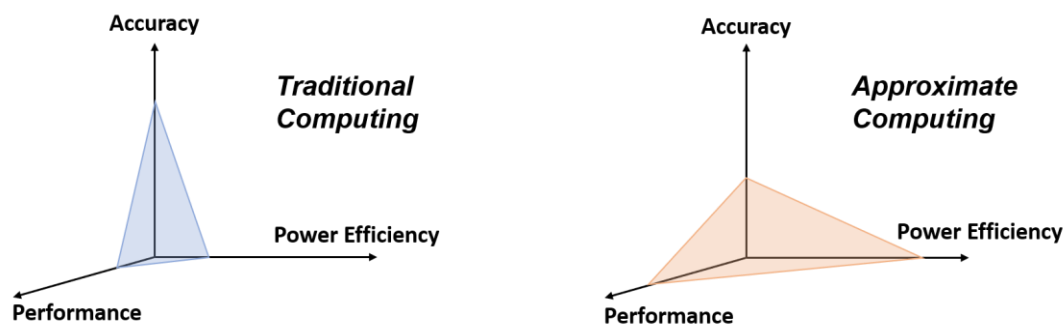 Accuracy
Traditional
Computing
Power Efficiency
Performance
Accuracy
Approximate
Computing
Power Efficiency
Performance